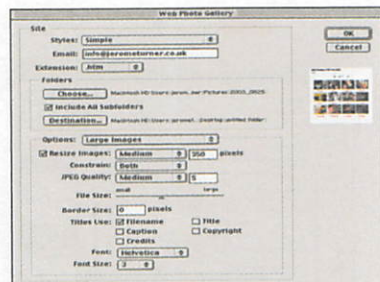 Web Photo Gallery
Site
Styles: Simple
OK
Email: info@jerometurner.co.uk
Cancel
Extension: .htm
Folders
Choose...
Include All Subfolders
Destination...
Options: Large Images
Resize Images: Medium 350 pixels
Constrain: Both
JPEG Quality: Medium 5
small large
File Size:
Border Size: 0 pixels
Titles Use: Filename Title
Caption Copyright
Credits
Font: Helvetica
Font Size: 3